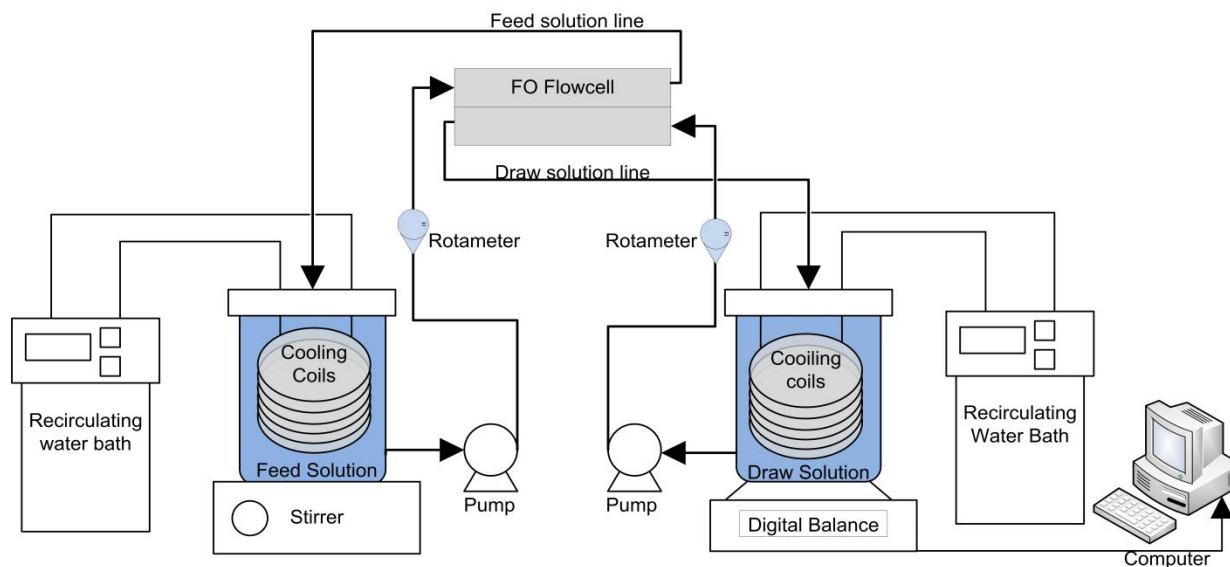 Feed solution line
FO Flowcell
Draw solution line
Rotameter
Rotameter
Cooling
Coils
Cooiling
coils
Recirculating
water bath
Recirculating
Water Bath
Feed Solution
Draw Solution
Pump
Pump
Stirrer
Digital Balance
Computer